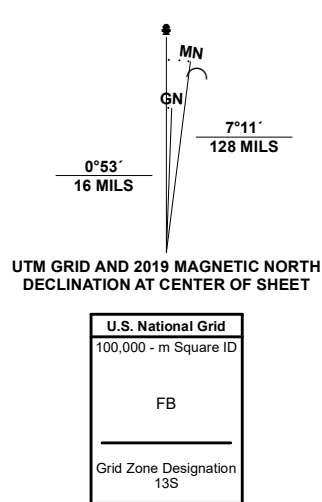 MN
GN
7°11´
128 MILS
0°53´
16 MILS
UTM GRID AND 2019 MAGNETIC NORTH
DECLINATION AT CENTER OF SHEET
U.S. National Grid
100,000 - m Square ID
FB
Grid Zone Designation
13S